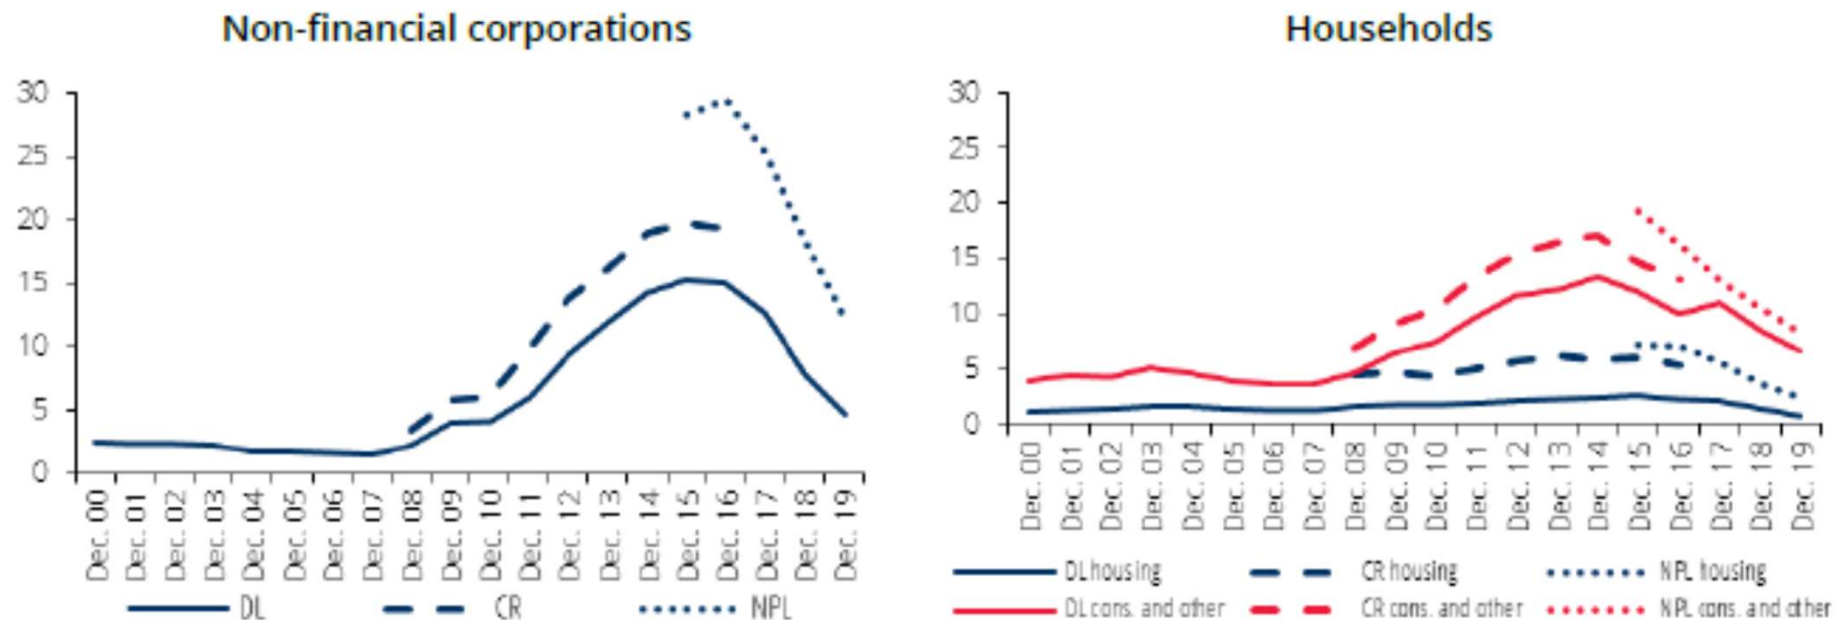 Non-financial corporations
30
25
20
15
10
5
0
Dec. 00
Dec. 01
Dec. 02
Dec. 03
Dec. 04
Dec. 05
Dec. 06
Dec. 07
Dec. 08
Dec. 09
Dec. 10
Dec. 11
Dec. 12
Dec. 13
Dec. 14
Dec. 15
Dec. 16
Dec. 17
Dec. 18
Dec. 19
DL CR NPL
Households
30
25
20
15
10
5
0
Dec. 00
Dec. 01
Dec. 02
Dec. 03
Dec. 04
Dec. 05
Dec. 06
Dec. 07
Dec. 08
Dec. 09
Dec. 10
Dec. 11
Dec. 12
Dec. 13
Dec. 14
Dec. 15
Dec. 16
Dec. 17
Dec. 18
Dec. 19
DL housing CR housing NPL housing
DL cons. and other CR cons. and other NPL cons. and other